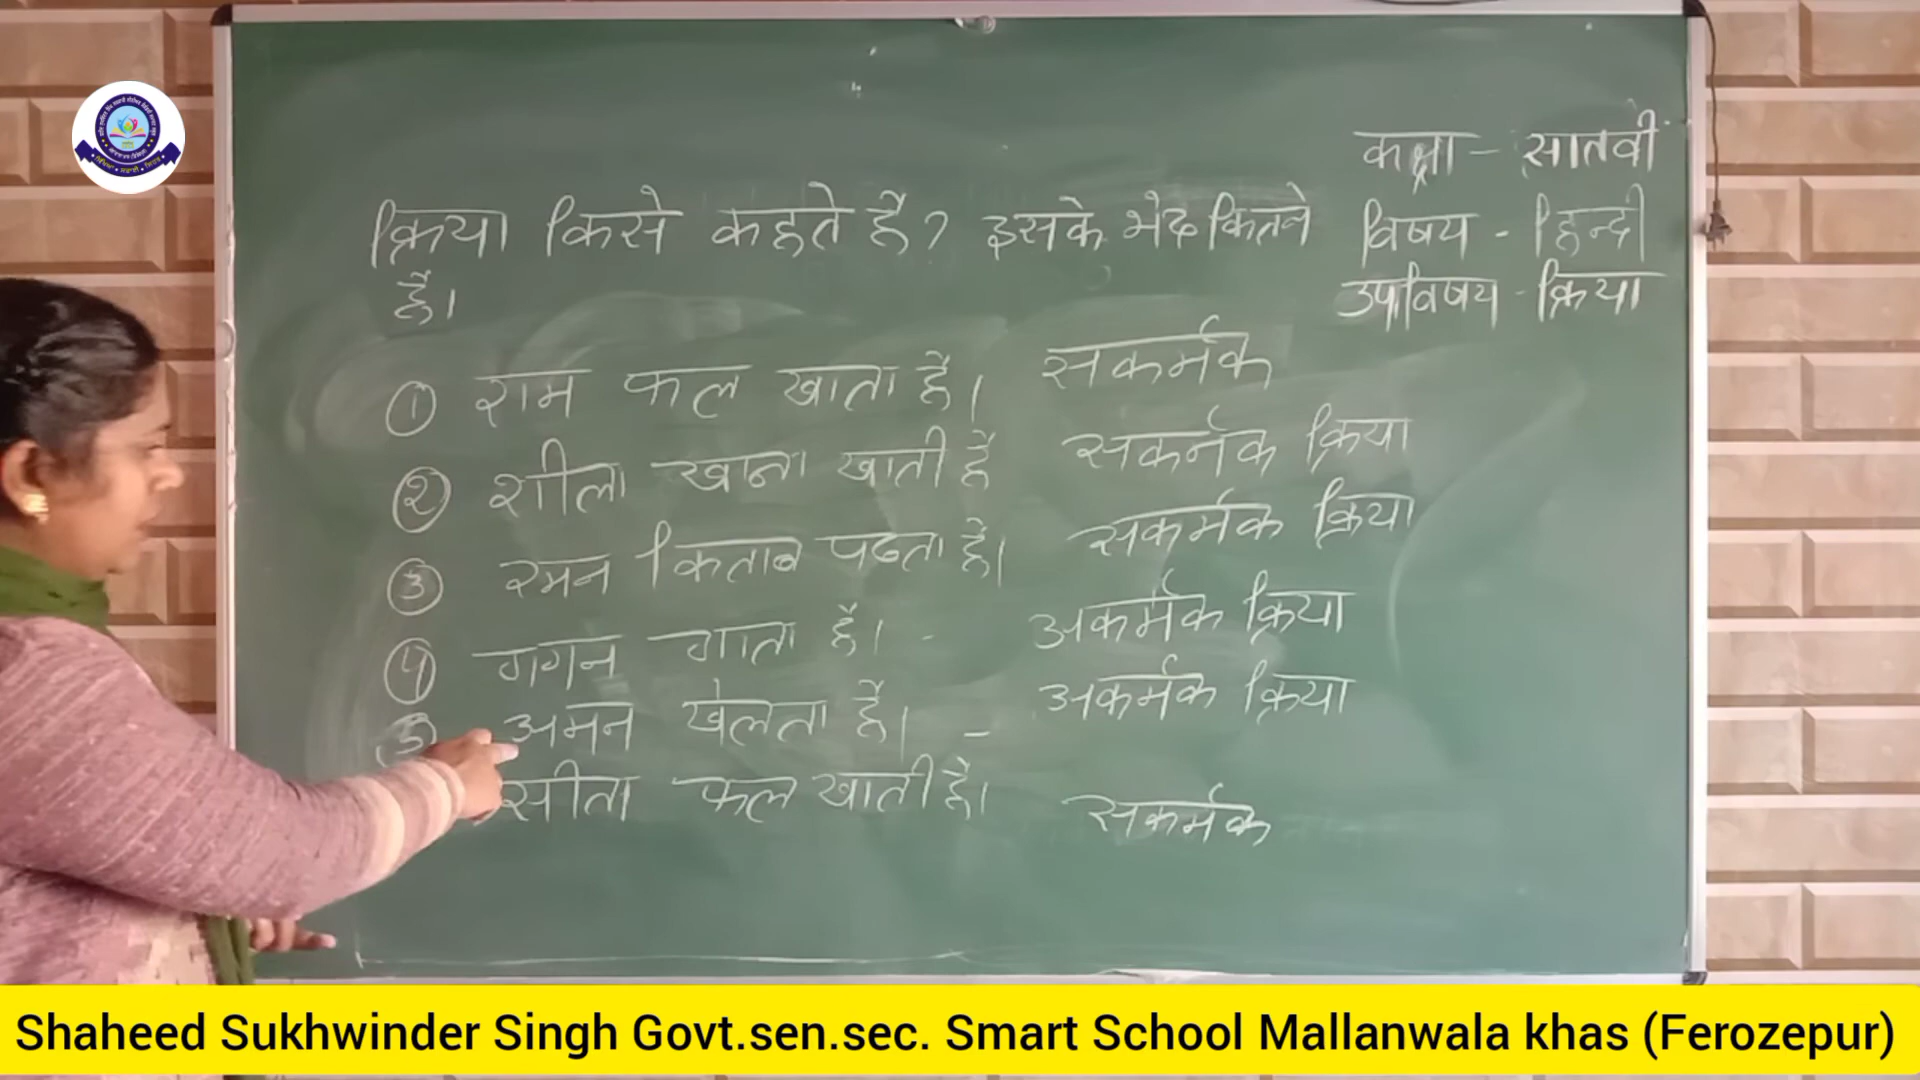 कक्षा - सातवीं
विषय - हिन्दी
उपविषय - क्रिया
क्रिया किसे कहते हैं? इसके भेद कितने
हैं।
① राम फल खाता है। सकर्मक
② शीला खाना खाती है सकर्मक क्रिया
③ रमन किताब पढता है। सकर्मक क्रिया
④ गगन गाता है। - अकर्मक क्रिया
⑤ अमन खेलता है। - अकर्मक क्रिया
सीता फल खाती है। सकर्मक
Shaheed Sukhwinder Singh Govt.sen.sec. Smart School Mallanwala khas (Ferozepur)